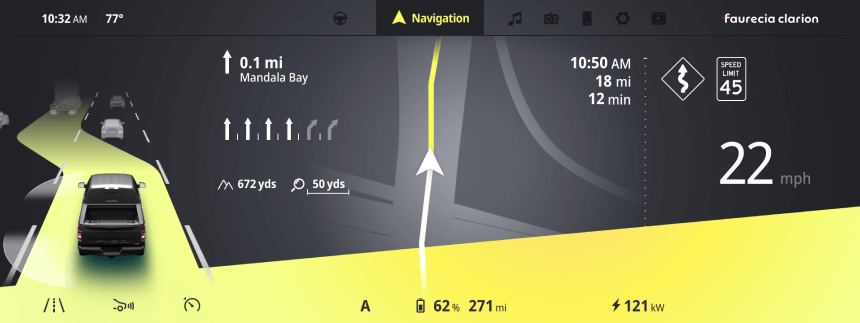 10:32 AM 77°
Navigation
faurecia clarion
0.1 mi
Mandala Bay
672 yds 50 yds
10:50 AM
18 mi
12 min
SPEED
LIMIT
45
22 mph
A 62% 271 mi 121 kW